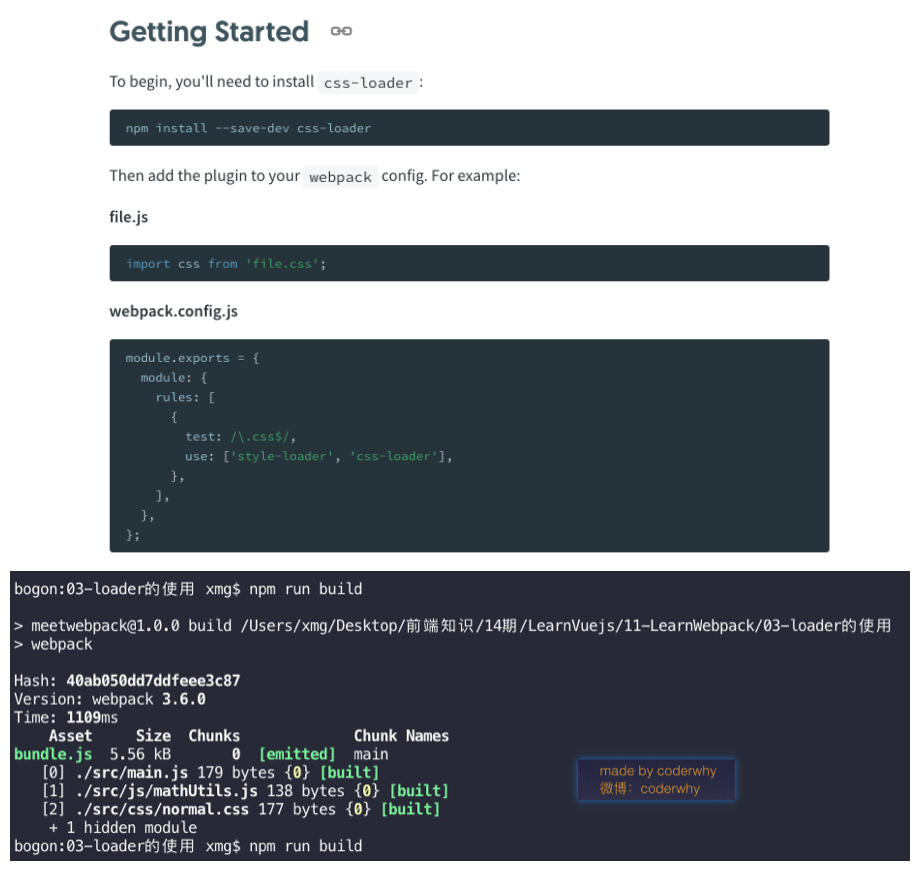 Getting Started
To begin, you'll need to install css-loader :
npm install --save-dev css-loader
Then add the plugin to your webpack config. For example:
file.js
import css from 'file.css';
webpack.config.js
module.exports = {
  module: {
    rules: [
      {
        test: /\.css$/,
        use: ['style-loader', 'css-loader'],
      },
    ],
  },
};
bogon:03-loader的使用 xmg$ npm run build
> meetwebpack@1.0.0 build /Users/xmg/Desktop/前端知识/14期/LearnVuejs/11-LearnWebpack/03-loader的使用
> webpack
Hash: 40ab050dd7ddfeee3c87
Version: webpack 3.6.0
Time: 1109ms
    Asset     Size  Chunks             Chunk Names
bundle.js  5.56 kB       0  [emitted]  main
   [0] ./src/main.js 179 bytes {0} [built]
   [1] ./src/js/mathUtils.js 138 bytes {0} [built]
   [2] ./src/css/normal.css 177 bytes {0} [built]
    + 1 hidden module
bogon:03-loader的使用 xmg$ npm run build
made by coderwhy
微博：coderwhy